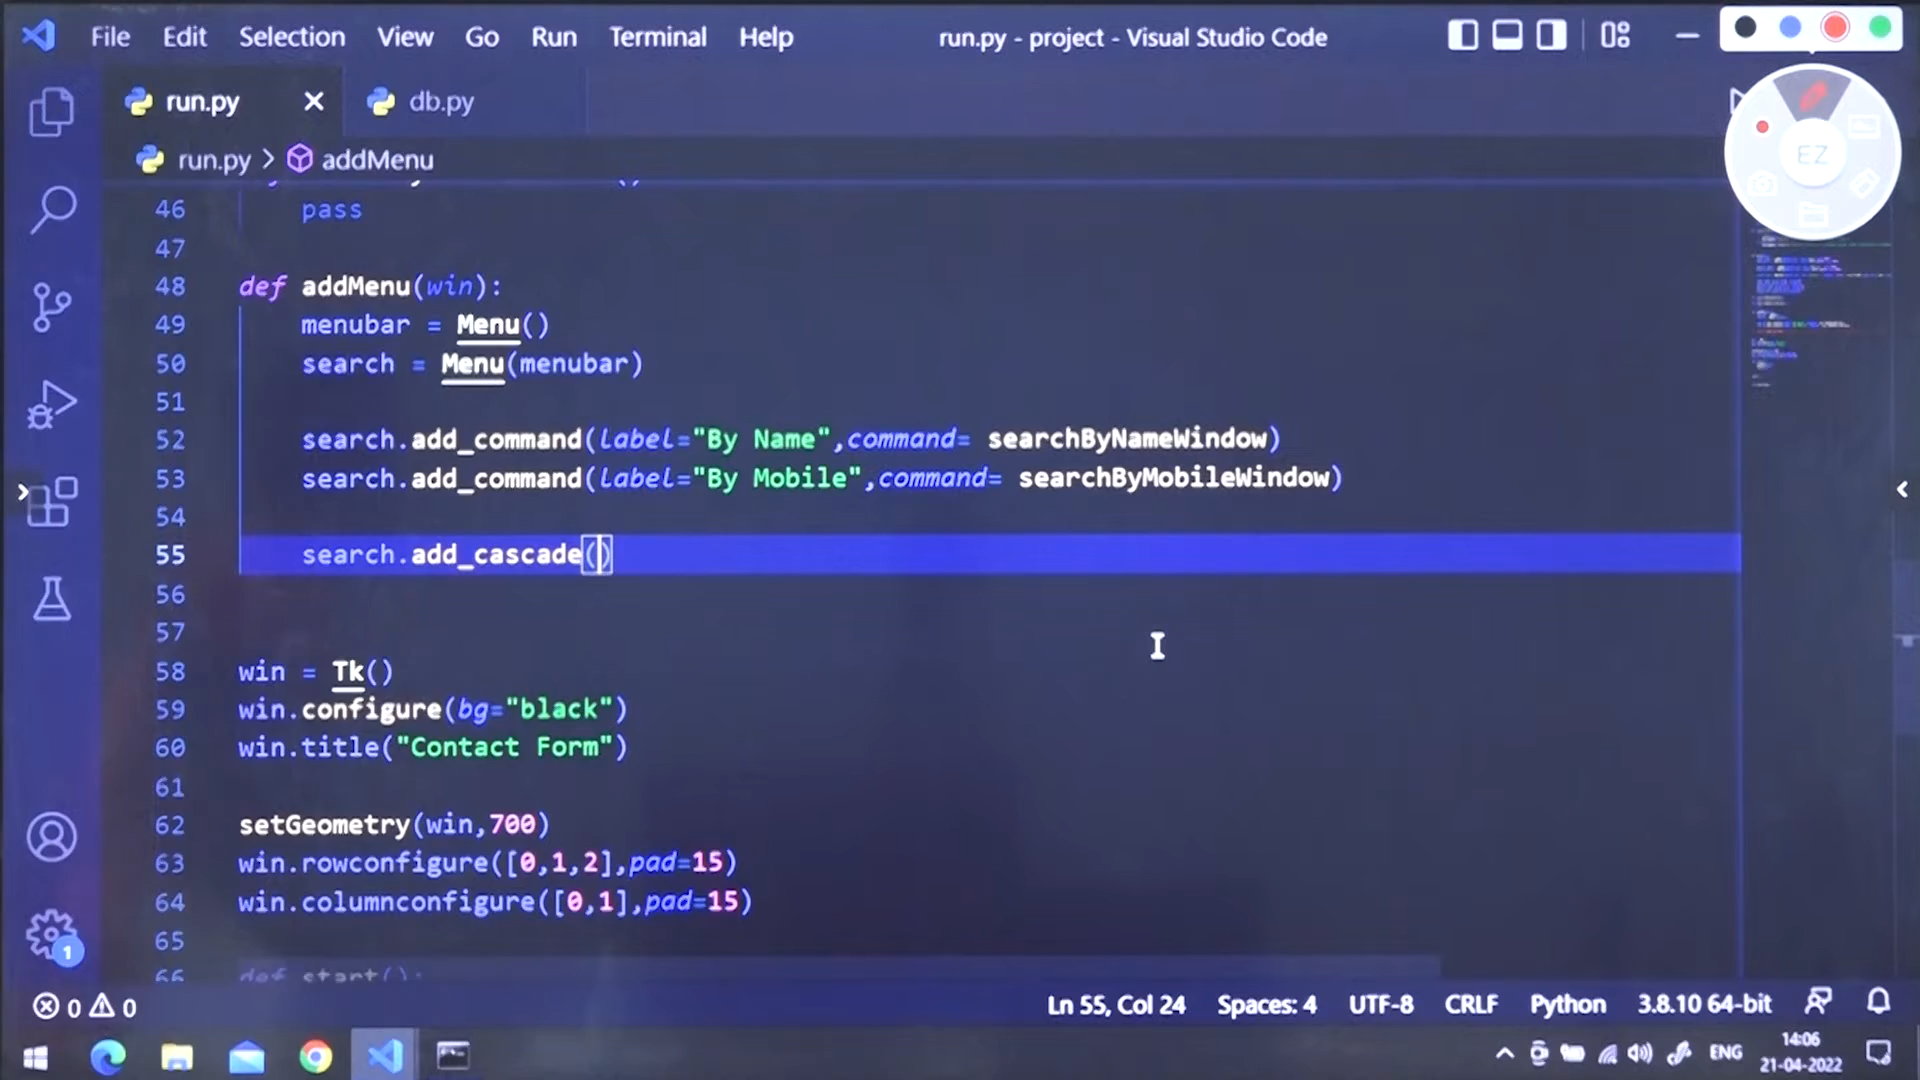 File Edit Selection View Go Run Terminal Help run.py - project - Visual Studio Code
run.py db.py
run.py > addMenu
EZ
46 pass
47
48 def addMenu(win):
49 menubar = Menu()
50 search = Menu(menubar)
51
52 search.add_command(label="By Name",command= searchByNameWindow)
53 search.add_command(label="By Mobile",command= searchByMobileWindow)
54
55 search.add_cascade()
56
57
58 win = Tk()
59 win.configure(bg="black")
60 win.title("Contact Form")
61
62 setGeometry(win,700)
63 win.rowconfigure([0,1,2],pad=15)
64 win.columnconfigure([0,1],pad=15)
65
66 def start():
1
0 0 Ln 55, Col 24 Spaces: 4 UTF-8 CRLF Python 3.8.10 64-bit
ENG 14:06
21-04-2022